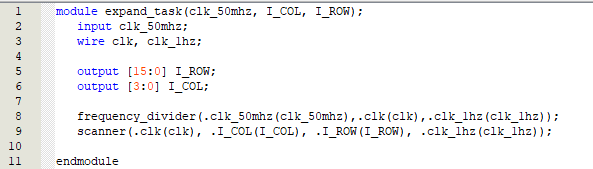 1 module expand_task(clk_50mhz, I_COL, I_ROW);
2 input clk_50mhz;
3 wire clk, clk_1hz;
4
5 output [15:0] I_ROW;
6 output [3:0] I_COL;
7
8 frequency_divider(.clk_50mhz(clk_50mhz),.clk(clk),.clk_1hz(clk_1hz));
9 scanner(.clk(clk), .I_COL(I_COL), .I_ROW(I_ROW), .clk_1hz(clk_1hz));
10
11 endmodule